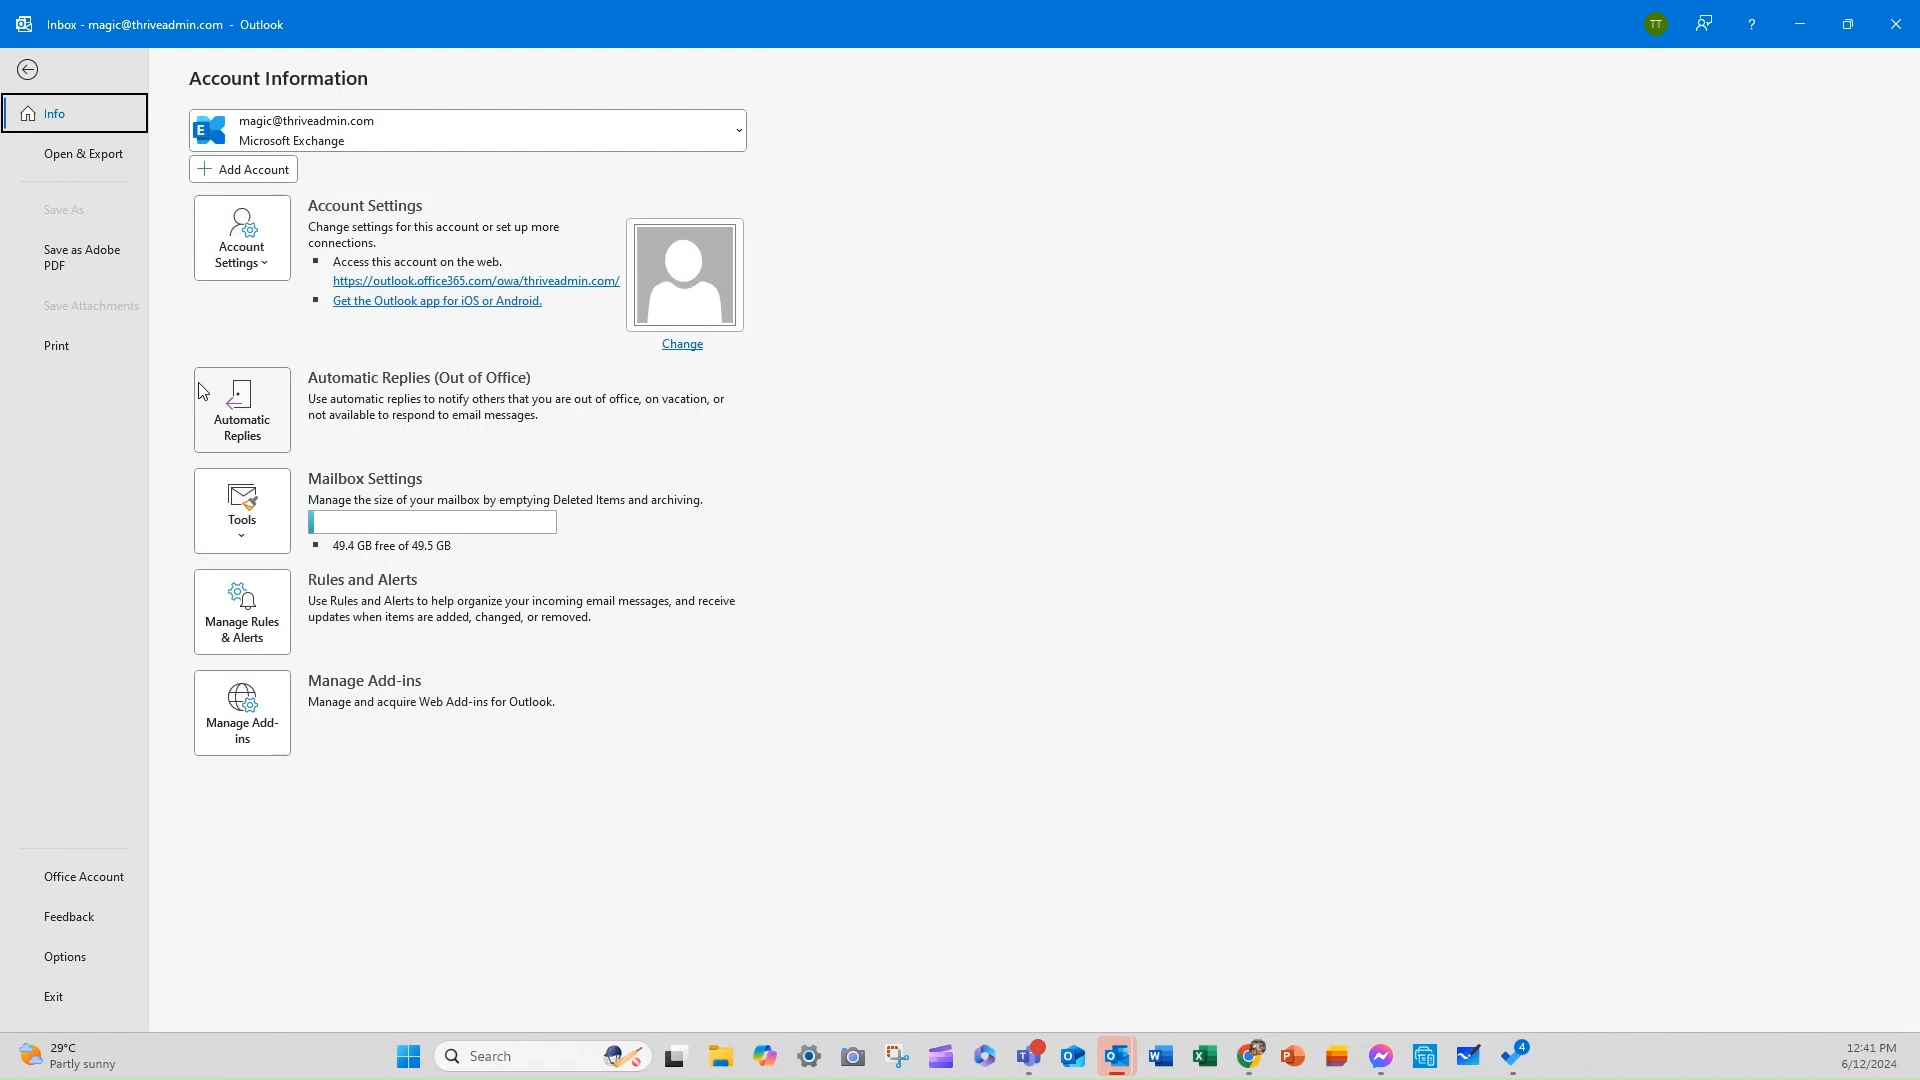 Inbox - magic@thriveadmin.com - Outlook
TT
?
Info
Open & Export
Save As
Save as Adobe
PDF
Save Attachments
Print
Office Account
Feedback
Options
Exit
Account Information
E
magic@thriveadmin.com
Microsoft Exchange
Add Account
Account
Settings
Account Settings
Change settings for this account or set up more
connections.
Access this account on the web.
https://outlook.office365.com/owa/thriveadmin.com/
Get the Outlook app for iOS or Android.
Change
Automatic
Replies
Automatic Replies (Out of Office)
Use automatic replies to notify others that you are out of office, on vacation, or
not available to respond to email messages.
Tools
Mailbox Settings
Manage the size of your mailbox by emptying Deleted Items and archiving.
49.4 GB free of 49.5 GB
Manage Rules
& Alerts
Rules and Alerts
Use Rules and Alerts to help organize your incoming email messages, and receive
updates when items are added, changed, or removed.
Manage Add-
ins
Manage Add-ins
Manage and acquire Web Add-ins for Outlook.
29°C
Partly sunny
Search
4
12:41 PM
6/12/2024